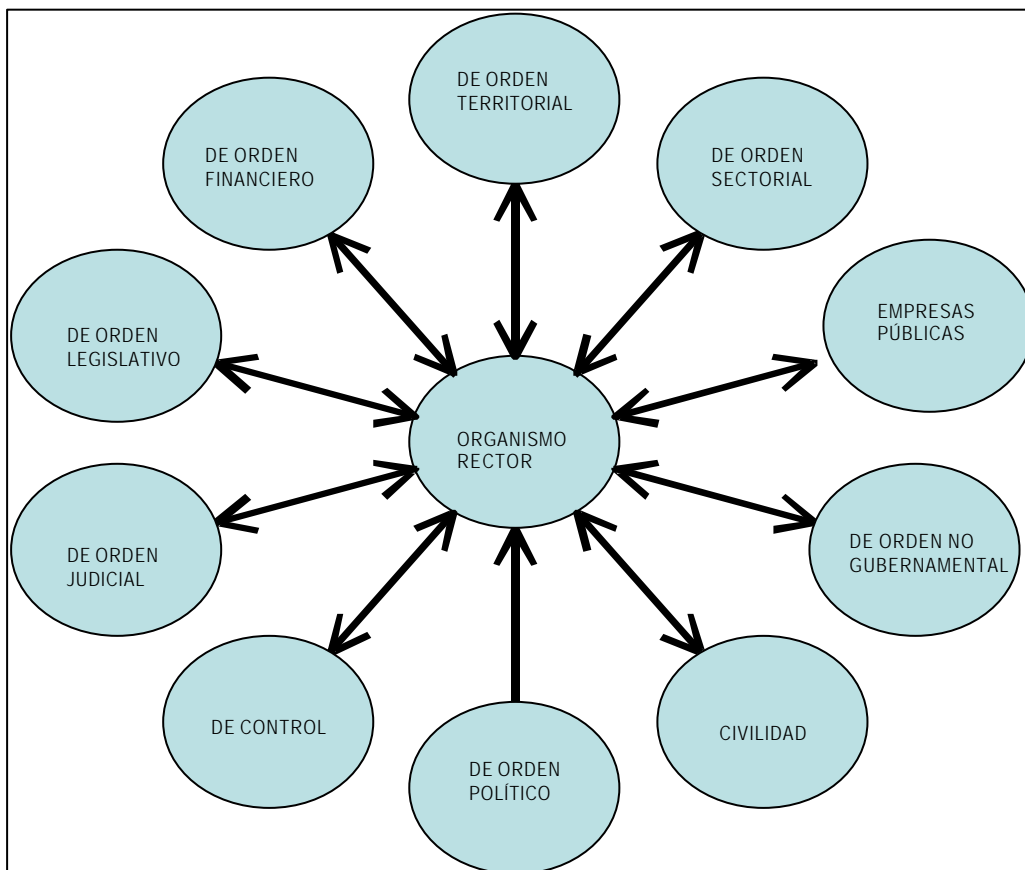 DE ORDEN
TERRITORIAL
DE ORDEN
FINANCIERO
DE ORDEN
SECTORIAL
DE ORDEN
LEGISLATIVO
EMPRESAS
PÚBLICAS
ORGANISMO
RECTOR
DE ORDEN
JUDICIAL
DE ORDEN NO
GUBERNAMENTAL
DE CONTROL
CIVILIDAD
DE ORDEN
POLÍTICO